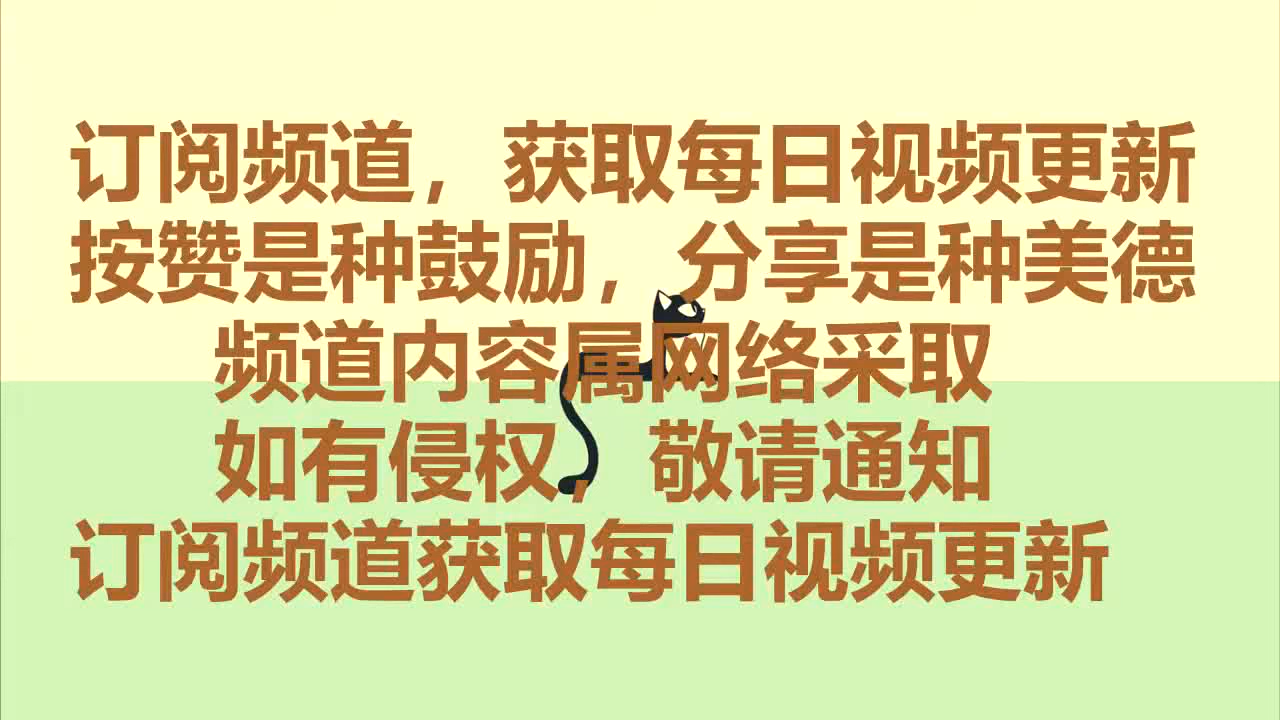 订阅频道，获取每日视频更新
按赞是种鼓励，分享是种美德
频道内容属网络采取
如有侵权，敬请通知
订阅频道获取每日视频更新